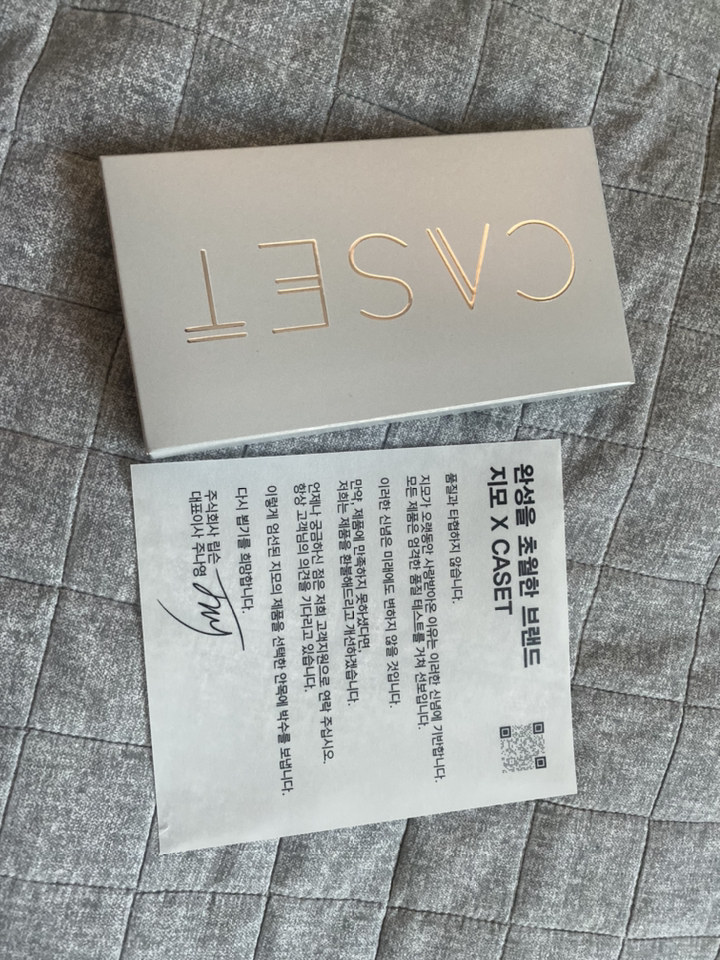 CASET
완성을 초월한 브랜드
지모 X CASET
품질과 타협하지 않습니다.
지모가 오랫동안 사랑받아온 이유는 이러한 신념에 기반합니다.
모든 제품은 엄격한 품질 테스트를 거쳐 선보입니다.
이러한 신념은 미래에도 변하지 않을 것입니다.
만약, 제품에 만족하지 못하셨다면,
저희는 제품을 환불해드리고 개선하겠습니다.
언제나 궁금하신 점은 저희 고객지원으로 연락 주십시오.
항상 고객님의 의견을 기다리고 있습니다.
이렇게 엄선된 지모의 제품을 선택한 안목에 박수를 보냅니다.
다시 뵙기를 희망합니다.
주식회사 린슨
대표이사 주나영